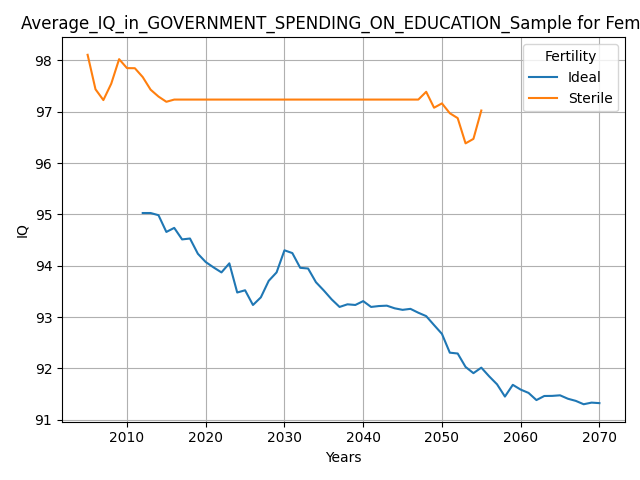 Average_IQ_in_GOVERNMENT_SPENDING_ON_EDUCATION_Sample for Fem
Fertility
Ideal
Sterile
98
97
96
95
94
93
92
91
IQ
2010 2020 2030 2040 2050 2060 2070
Years